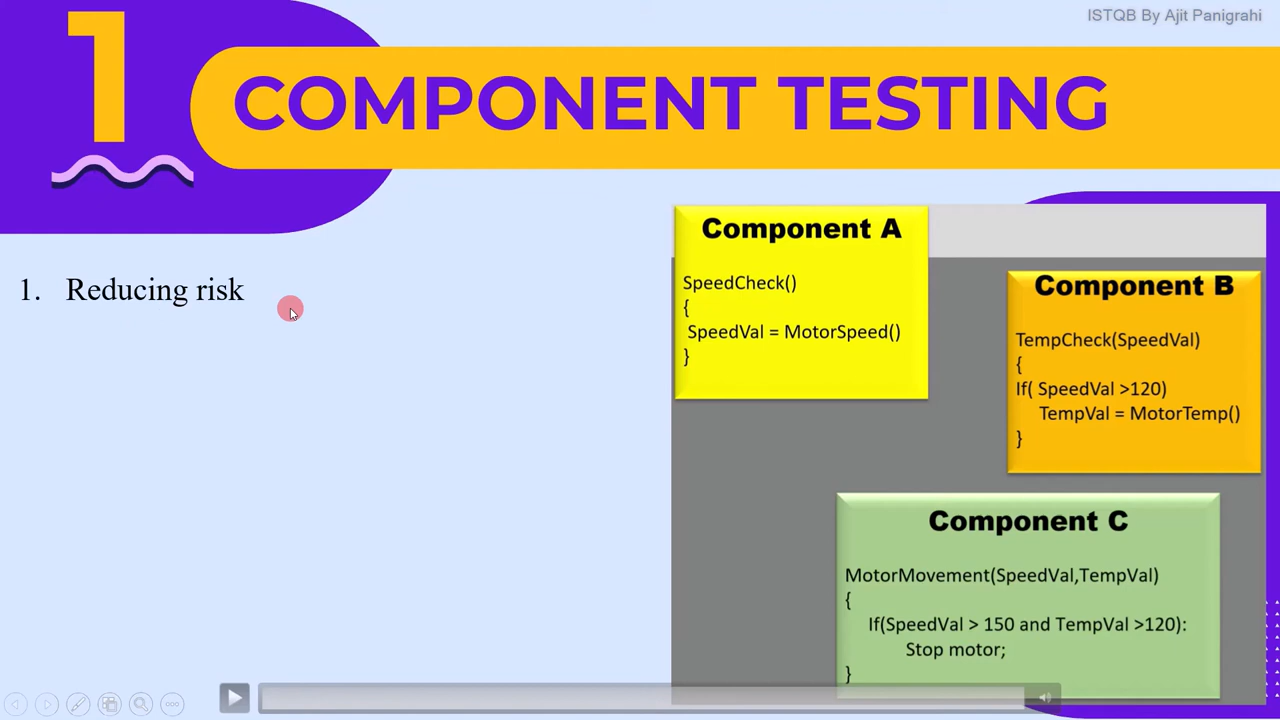 ISTQB By Ajit Panigrahi
1
COMPONENT TESTING
1. Reducing risk
Component A
SpeedCheck()
{
SpeedVal = MotorSpeed()
}
Component B
TempCheck(SpeedVal)
{
If( SpeedVal >120)
TempVal = MotorTemp()
}
Component C
MotorMovement(SpeedVal,TempVal)
{
If(SpeedVal > 150 and TempVal >120):
Stop motor;
}